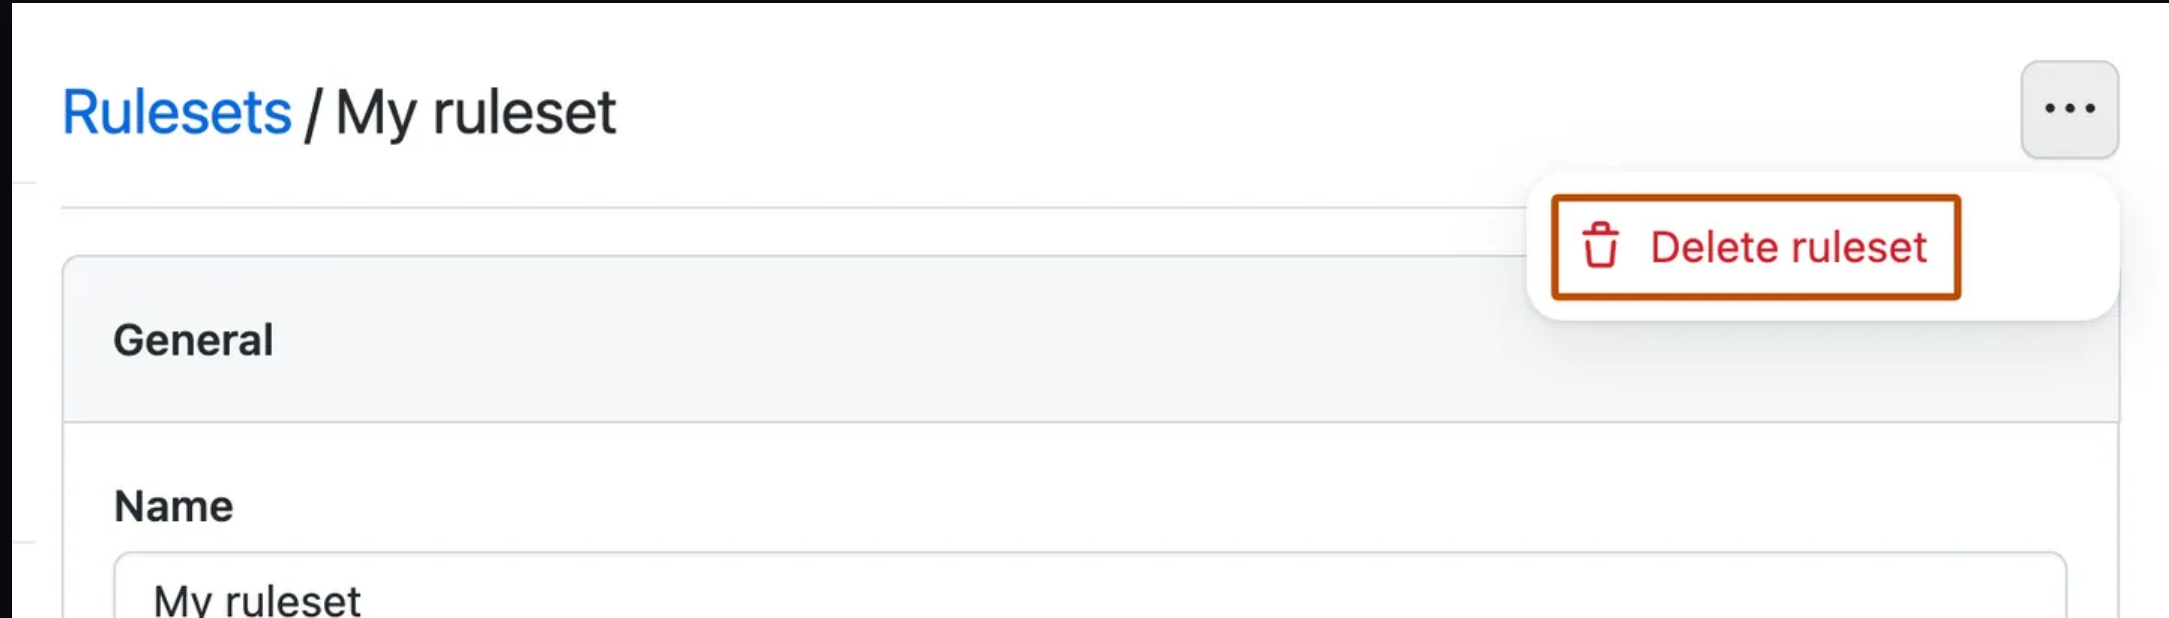 Rulesets / My ruleset
Delete ruleset
General
Name
My ruleset